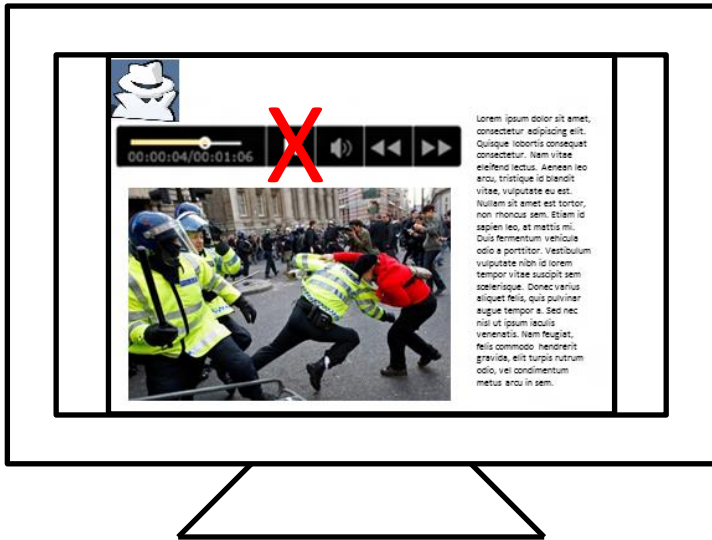 X
00:00:04/00:01:06
Lorem ipsum dolor sit amet,
consectetur adipiscing elit.
Quisque lobortis consequat
consectetur. Nam vitae
eleifend lectus. Aenean leo
arcu, tristique id blandit
vitae, vulputate eu est.
Nullam sit amet est tortor,
non rhoncus sem. Etiam id
sapien leo, at mattis mi.
Duis fermentum vehicula
odio a porttitor. Vestibulum
vulputate nibh id lorem
tempor vitae suscipit sem
scelerisque. Donec varius
aliquet felis, quis pulvinar
augue tempor a. Sed nec
nisl ut ipsum iaculis
venenatis. Nam feugiat,
felis commodo hendrerit
gravida, elit turpis rutrum
odio, vel condimentum
metus arcu in sem.